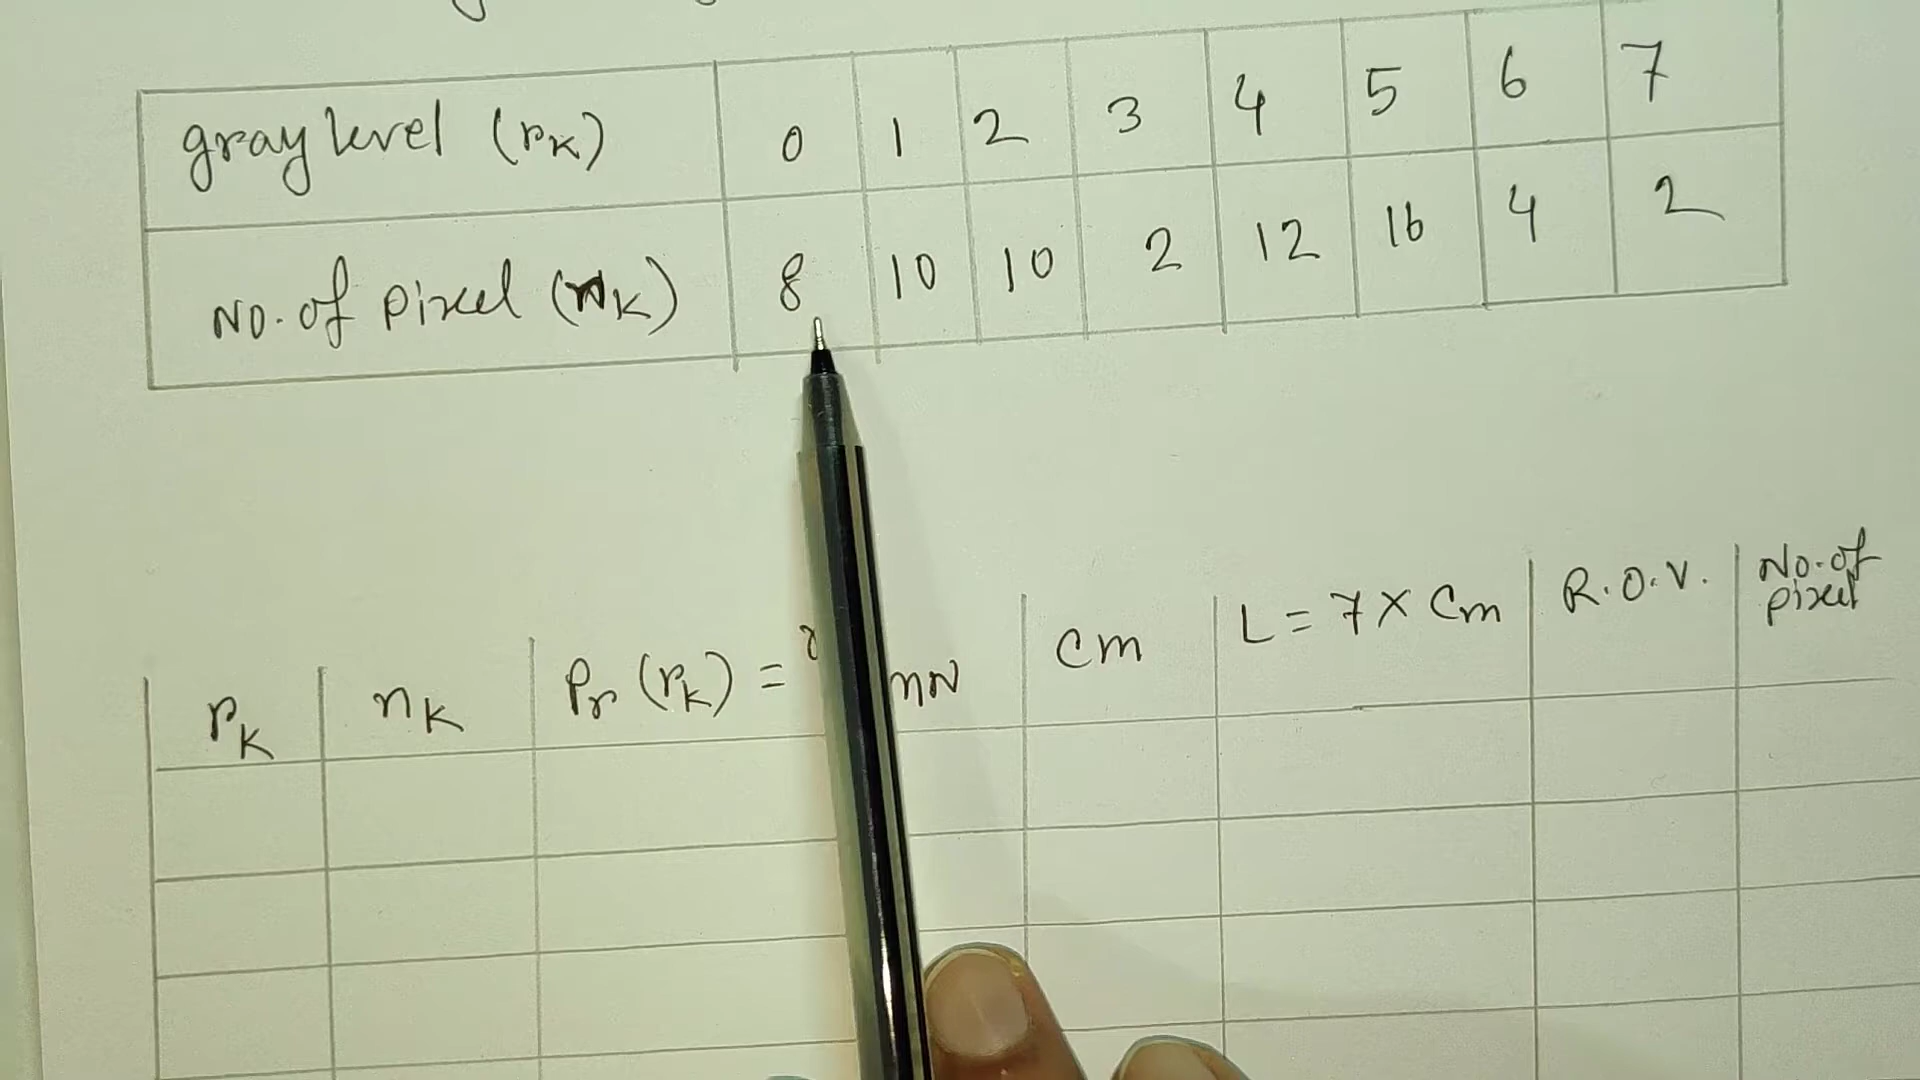 gray level (rK) 0 1 2 3 4 5 6 7
No. of pixel (nK) 8 10 10 2 12 16 4 2
rK nK Pr (rK) = mN Cm L = 7 X Cm R.O.V. No. of pixel